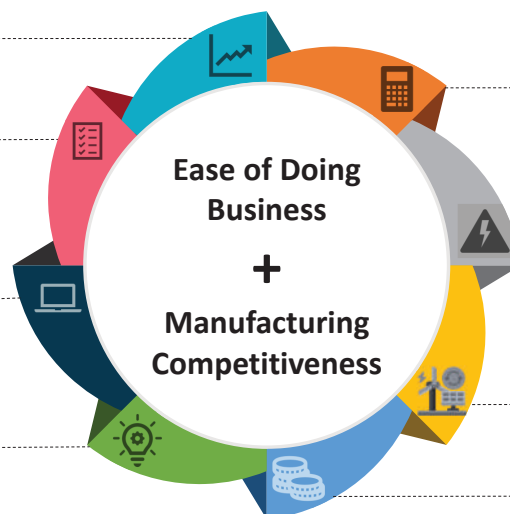 Ease of Doing
Business
+
Manufacturing
Competitiveness